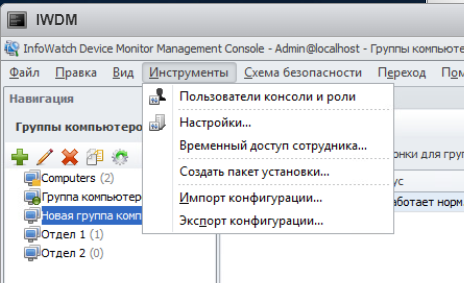 IWDM
InfoWatch Device Monitor Management Console - Admin@localhost - Группы компьюте
Файл Правка Вид Инструменты Схема безопасности Переход Пом
Навигация
Группы компьютеро
Пользователи консоли и роли
Настройки...
Временный доступ сотрудника...
Создать пакет установки...
Импорт конфигурации...
Экспорт конфигурации...
Computers (2)
Группа компьютер
Новая группа комп
Отдел 1 (1)
Отдел 2 (0)
онки для груг
ус
ботает норм.